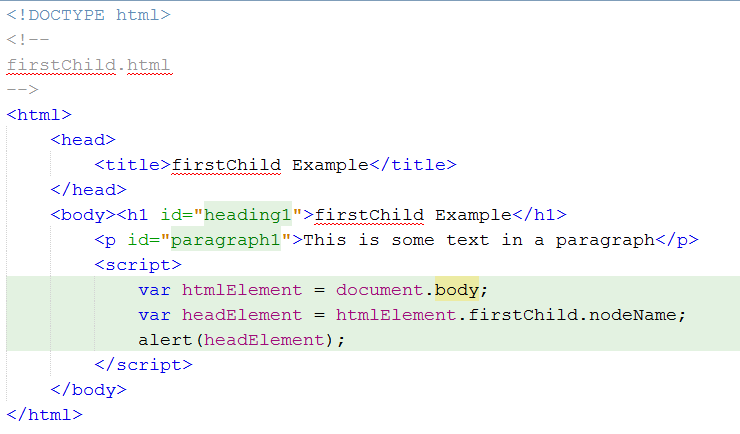 <!DOCTYPE html>
<!--
firstChild.html
-->
<html>
    <head>
        <title>firstChild Example</title>
    </head>
    <body><h1 id="heading1">firstChild Example</h1>
        <p id="paragraph1">This is some text in a paragraph</p>
        <script>
            var htmlElement = document.body;
            var headElement = htmlElement.firstChild.nodeName;
            alert(headElement);
        </script>
    </body>
</html>